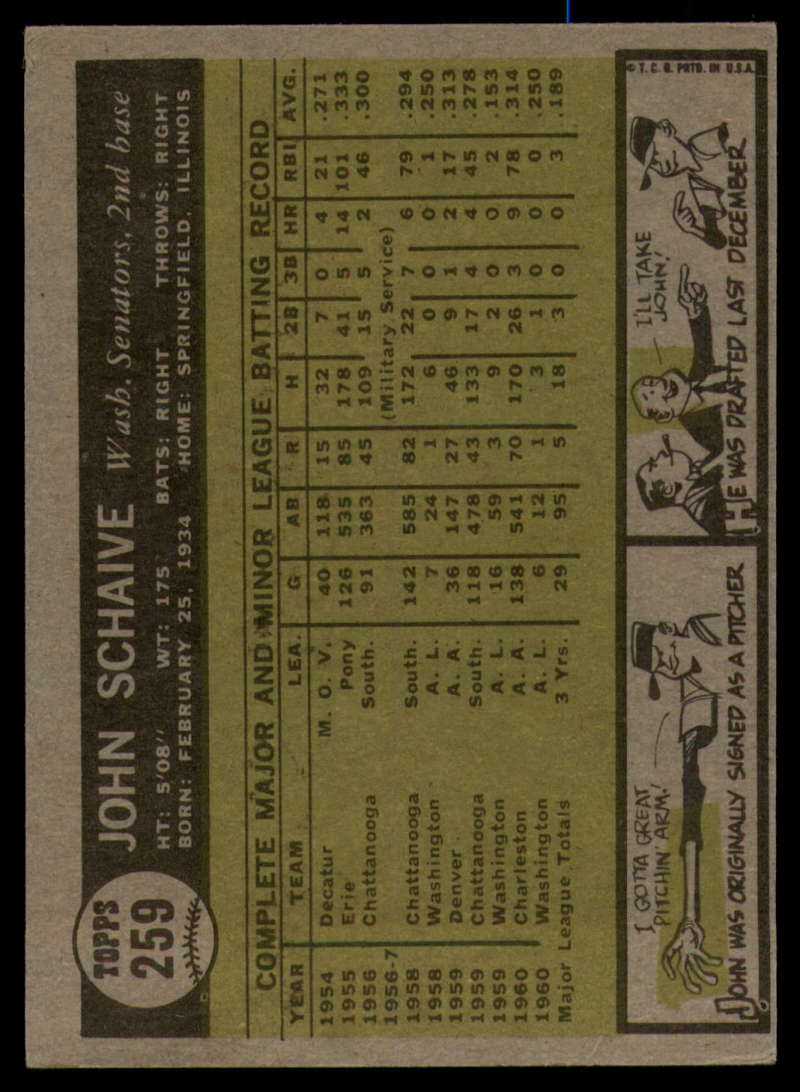 TOPPS
259
JOHN SCHAIVE Wash. Senators, 2nd base
HT: 5'08" WT: 175 BATS: RIGHT THROWS: RIGHT
BORN: FEBRUARY 25, 1934 HOME: SPRINGFIELD, ILLINOIS
COMPLETE MAJOR AND MINOR LEAGUE BATTING RECORD
YEAR TEAM LEA. G AB R H 2B 3B HR RBI AVG.
1954 Decatur M. O. V. 40 118 15 32 7 0 4 21 .271
1955 Erie Pony 126 535 85 178 41 5 14 101 .333
1956 Chattanooga South. 91 363 45 109 15 5 2 46 .300
1956-7 (Military Service)
1958 Chattanooga South. 142 585 82 172 22 7 6 79 .294
1958 Washington A. L. 7 24 1 6 0 0 0 1 .250
1959 Denver A. A. 36 147 27 46 9 1 2 17 .313
1959 Chattanooga South. 118 478 43 133 17 4 4 45 .278
1959 Washington A. L. 16 59 3 9 2 0 0 2 .153
1960 Charleston A. A. 138 541 70 170 26 3 9 78 .314
1960 Washington A. L. 6 12 1 3 1 0 0 0 .250
Major League Totals 3 Yrs. 29 95 5 18 3 0 0 3 .189
I GOTTA GREAT
PITCHIN' ARM!
JOHN WAS ORIGINALLY SIGNED AS A PITCHER
I'LL TAKE
JOHN!
HE WAS DRAFTED LAST DECEMBER
© T. C. G. PRTD. IN U.S.A.